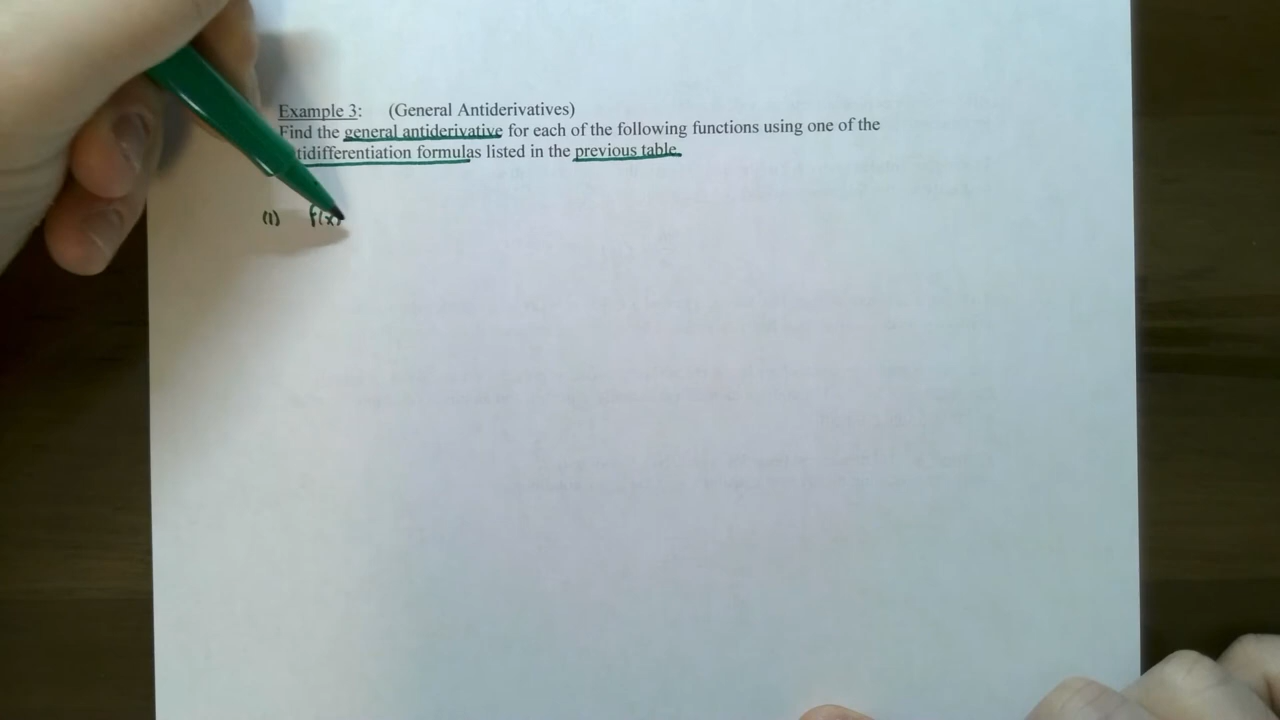 Example 3: (General Antiderivatives)
Find the general antiderivative for each of the following functions using one of the
tidifferentiation formulas listed in the previous table.
(1) f(x)